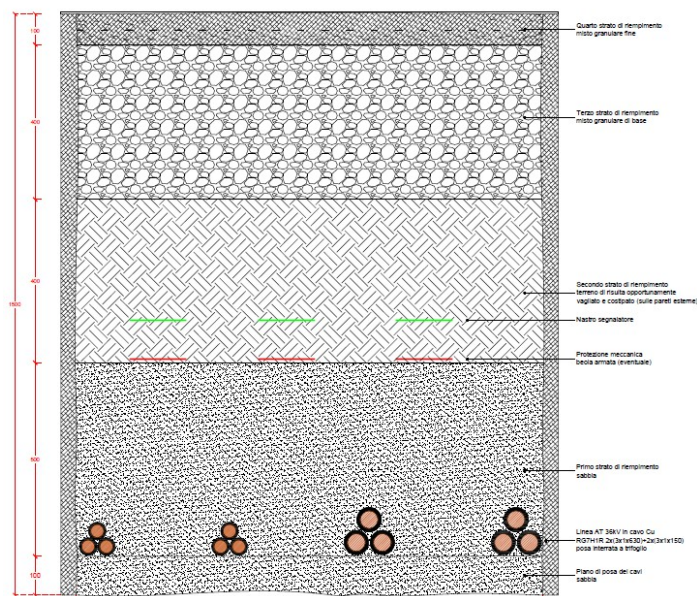 100
Quarto strato di riempimento
misto granulare fine
400
Terzo strato di riempimento
misto granulare di base
1500
400
Secondo strato di riempimento
terreno di risulta opportunamente
vagliato e costipato (sulle pareti esterne)
Nastro segnalatore
Protezione meccanica
beola armata (eventuale)
500
Primo strato di riempimento
sabbia
Linea AT 36kV in cavo Cu
RG7H1R 2x(3x1x630)+2x(3x1x150)
posa interrata a trifoglio
100
Piano di posa dei cavi
sabbia